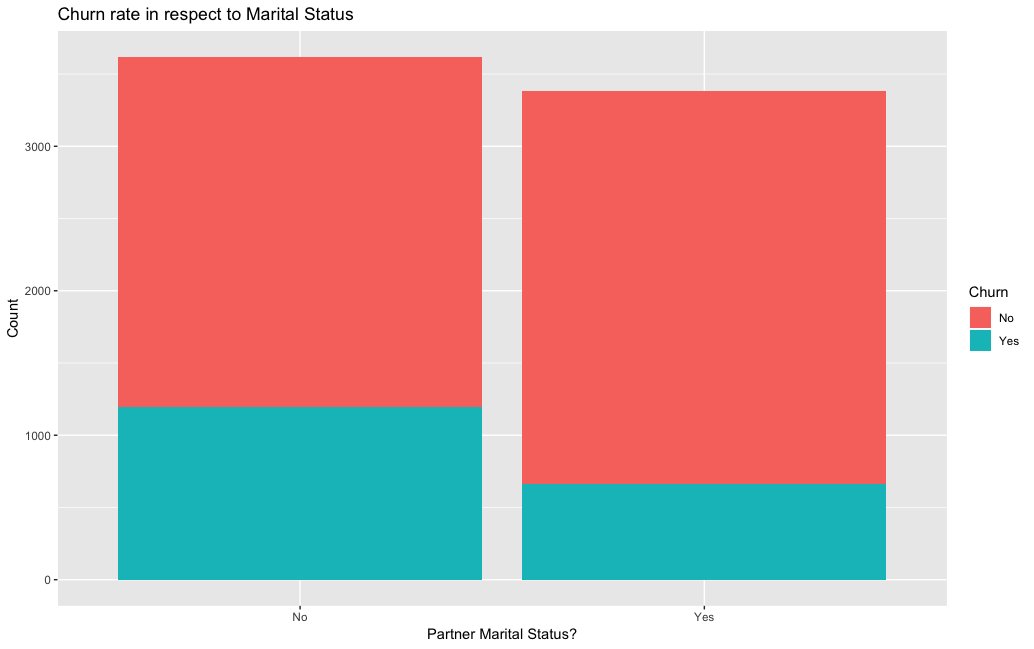 Churn rate in respect to Marital Status
Count
3000
2000
1000
0
No
Yes
Partner Marital Status?
Churn
No
Yes